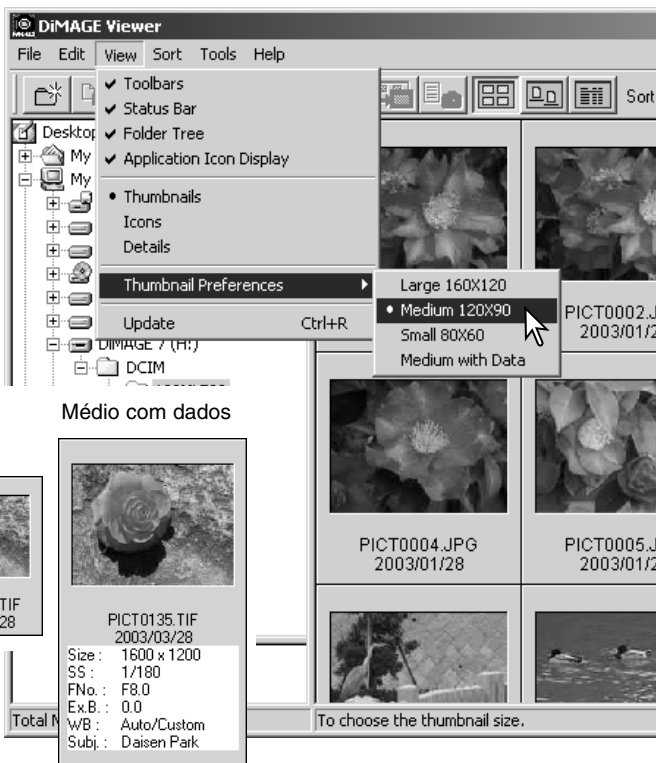 DiMAGE Viewer
File Edit View Sort Tools Help
Sort
Toolbars
Status Bar
Folder Tree
Application Icon Display
Thumbnails
Icons
Details
Thumbnail Preferences
Update Ctrl+R
Large 160X120
Medium 120X90
Small 80X60
Medium with Data
Desktop
My
My
DIMAGE 7 (H:)
DCIM
PICT0002.J
2003/01/2
Médio com dados
PICT0004.JPG
2003/01/28
PICT0005.J
2003/01/2
TIF
28
PICT0135.TIF
2003/03/28
Size : 1600 x 1200
SS : 1/180
FNo. : F8.0
Ex.B. : 0.0
WB : Auto/Custom
Subj. : Daisen Park
Total
To choose the thumbnail size.